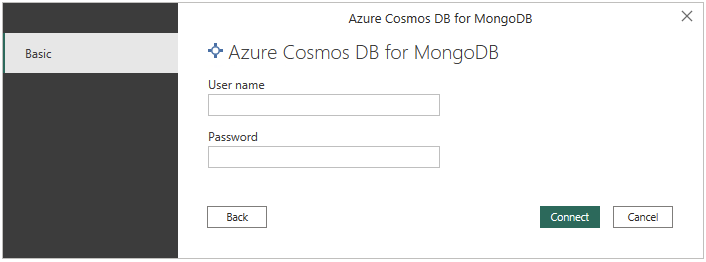 Azure Cosmos DB for MongoDB
Basic
Azure Cosmos DB for MongoDB
User name
Password
Back
Connect
Cancel